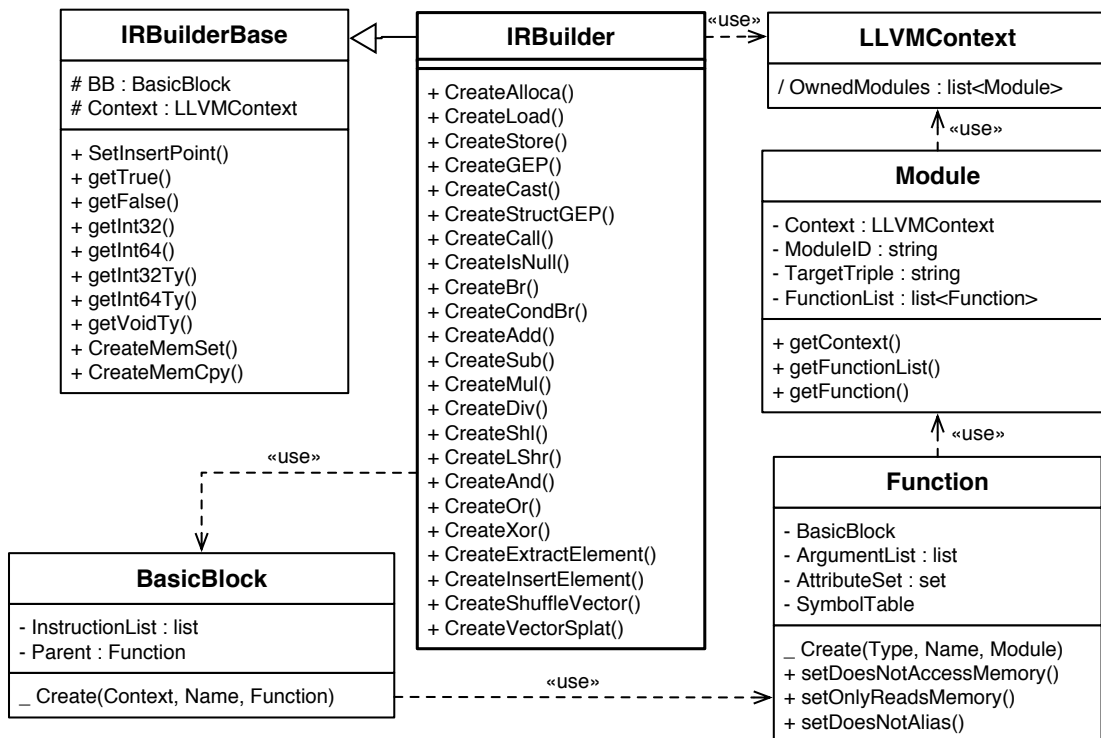 IRBuilderBase
# BB : BasicBlock
# Context : LLVMContext
+ SetInsertPoint()
+ getTrue()
+ getFalse()
+ getInt32()
+ getInt64()
+ getInt32Ty()
+ getInt64Ty()
+ getVoidTy()
+ CreateMemSet()
+ CreateMemCpy()
IRBuilder
+ CreateAlloca()
+ CreateLoad()
+ CreateStore()
+ CreateGEP()
+ CreateCast()
+ CreateStructGEP()
+ CreateCall()
+ CreateIsNull()
+ CreateBr()
+ CreateCondBr()
+ CreateAdd()
+ CreateSub()
+ CreateMul()
+ CreateDiv()
+ CreateShl()
+ CreateLShr()
+ CreateAnd()
+ CreateOr()
+ CreateXor()
+ CreateExtractElement()
+ CreateInsertElement()
+ CreateShuffleVector()
+ CreateVectorSplat()
«use»
LLVMContext
/ OwnedModules : list<Module>
«use»
Module
- Context : LLVMContext
- ModuleID : string
- TargetTriple : string
- FunctionList : list<Function>
+ getContext()
+ getFunctionList()
+ getFunction()
«use»
Function
- BasicBlock
- ArgumentList : list
- AttributeSet : set
- SymbolTable
_ Create(Type, Name, Module)
+ setDoesNotAccessMemory()
+ setOnlyReadsMemory()
+ setDoesNotAlias()
«use»
BasicBlock
- InstructionList : list
- Parent : Function
_ Create(Context, Name, Function)
«use»